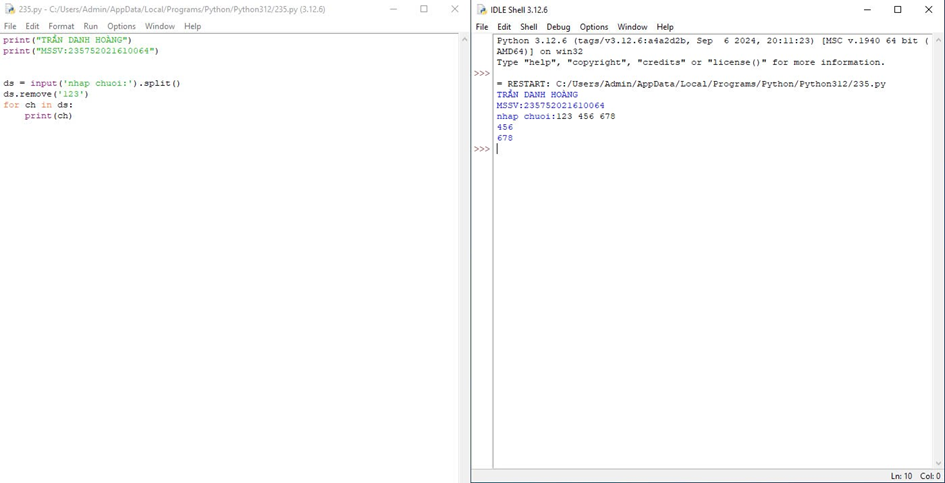 235.py - C:/Users/Admin/AppData/Local/Programs/Python/Python312/235.py (3.12.6)
File Edit Format Run Options Window Help
print("TRẦN DANH HOÀNG")
print("MSSV:235752021610064")
ds = input('nhap chuoi:').split()
ds.remove('123')
for ch in ds:
    print(ch)
IDLE Shell 3.12.6
File Edit Shell Debug Options Window Help
Python 3.12.6 (tags/v3.12.6:a4a2d2b, Sep  6 2024, 20:11:23) [MSC v.1940 64 bit (
AMD64)] on win32
Type "help", "copyright", "credits" or "license()" for more information.
>>>
= RESTART: C:/Users/Admin/AppData/Local/Programs/Python/Python312/235.py
TRẦN DANH HOÀNG
MSSV:235752021610064
nhap chuoi:123 456 678
456
678
>>>
Ln: 10 Col: 0